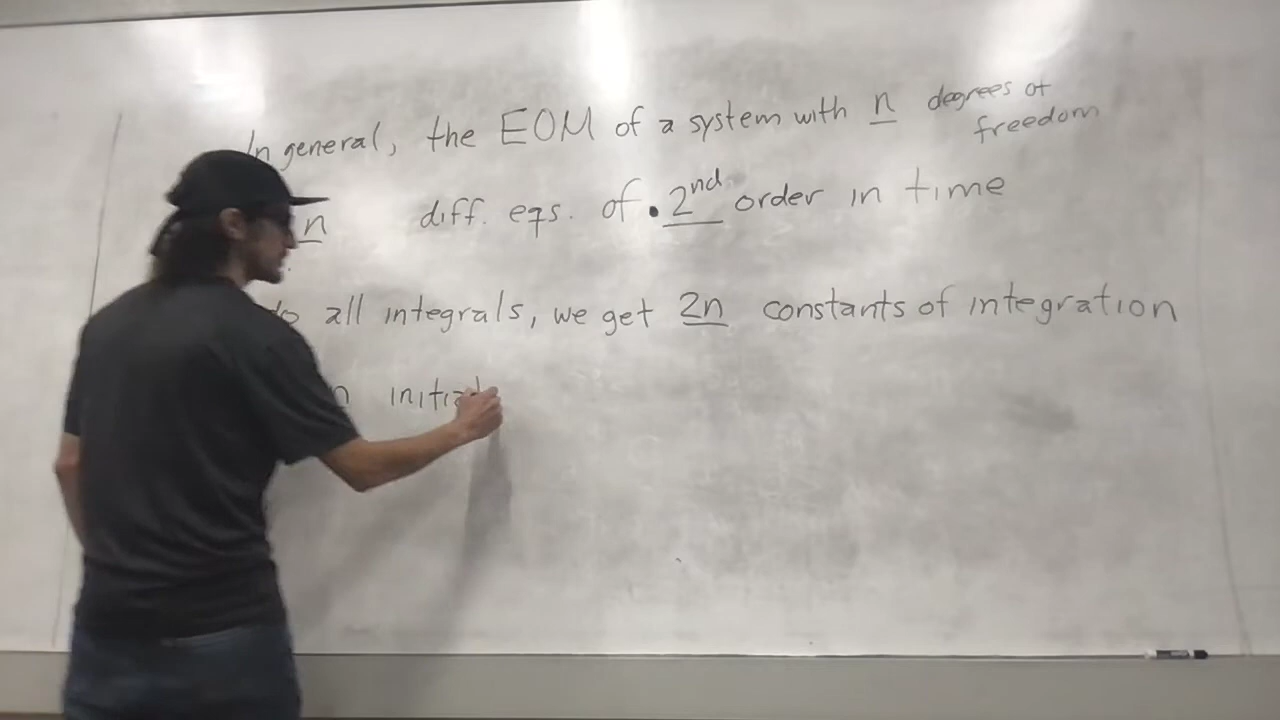 In general, the EOM of a system with n degrees of freedom
n diff. eqs. of 2nd order in time
all integrals, we get 2n constants of integration
n initial